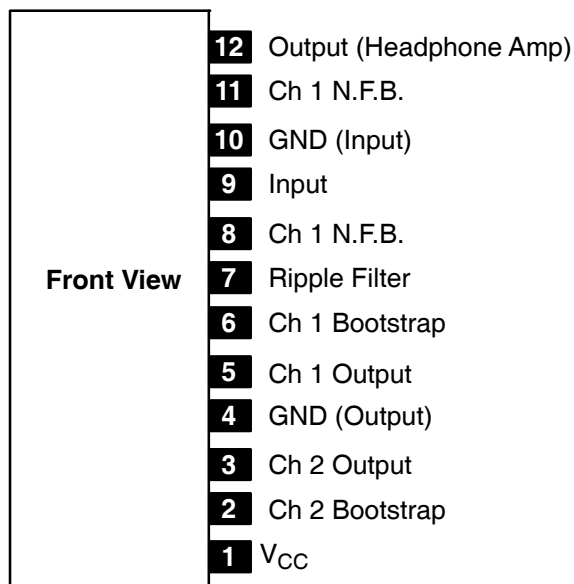 12 Output (Headphone Amp)
11 Ch 1 N.F.B.
10 GND (Input)
9 Input
8 Ch 1 N.F.B.
Front View 7 Ripple Filter
6 Ch 1 Bootstrap
5 Ch 1 Output
4 GND (Output)
3 Ch 2 Output
2 Ch 2 Bootstrap
1 VCC